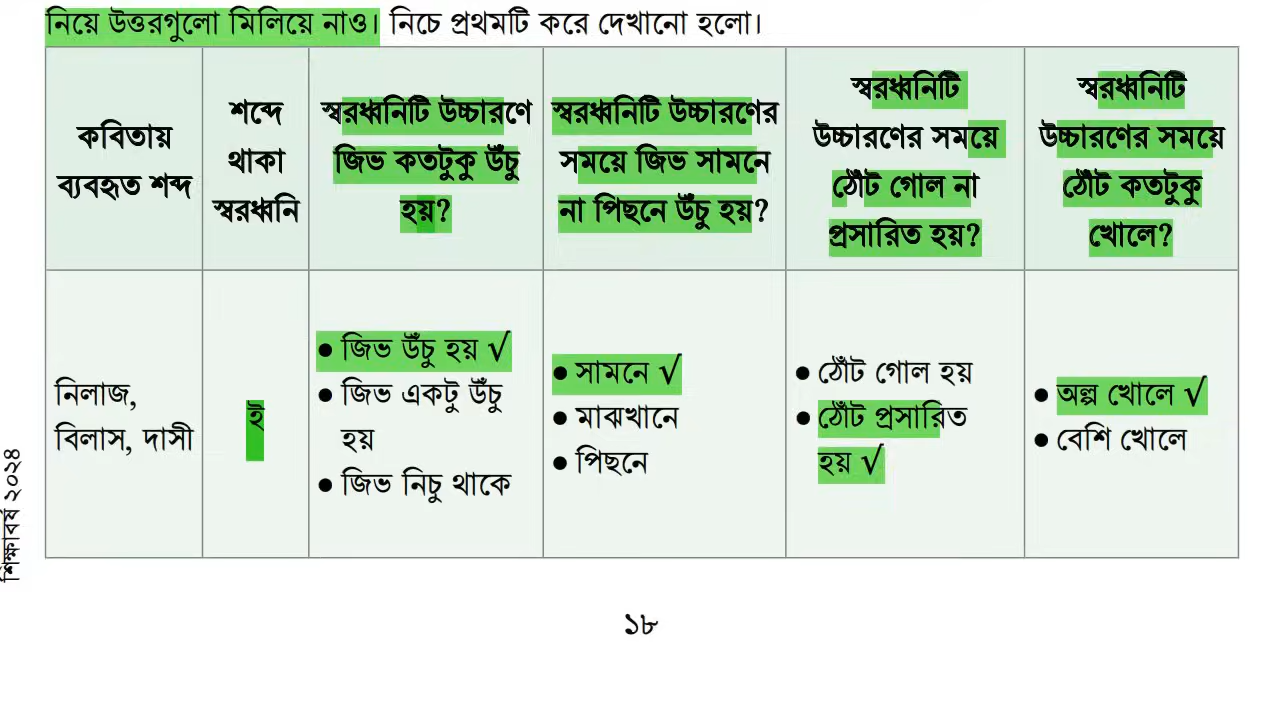 নিয়ে উত্তরগুলো মিলিয়ে নাও। নিচে প্রথমটি করে দেখানো হলো।
কবিতায়
ব্যবহৃত শব্দ
শব্দে
থাকা
স্বরধ্বনি
স্বরধ্বনিটি উচ্চারণে
জিভ কতটুকু উঁচু
হয়?
স্বরধ্বনিটি উচ্চারণের
সময়ে জিভ সামনে
না পিছনে উঁচু হয়?
স্বরধ্বনিটি
উচ্চারণের সময়ে
ঠোঁট গোল না
প্রসারিত হয়?
স্বরধ্বনিটি
উচ্চারণের সময়ে
ঠোঁট কতটুকু
খোলে?
নিলাজ,
বিলাস, দাসী
ই
● জিভ উঁচু হয় √
● জিভ একটু উঁচু
হয়
● জিভ নিচু থাকে
● সামনে √
● মাঝখানে
● পিছনে
● ঠোঁট গোল হয়
● ঠোঁট প্রসারিত
হয় √
● অল্প খোলে √
● বেশি খোলে
শিক্ষাবর্ষ ২০২৪
১৮